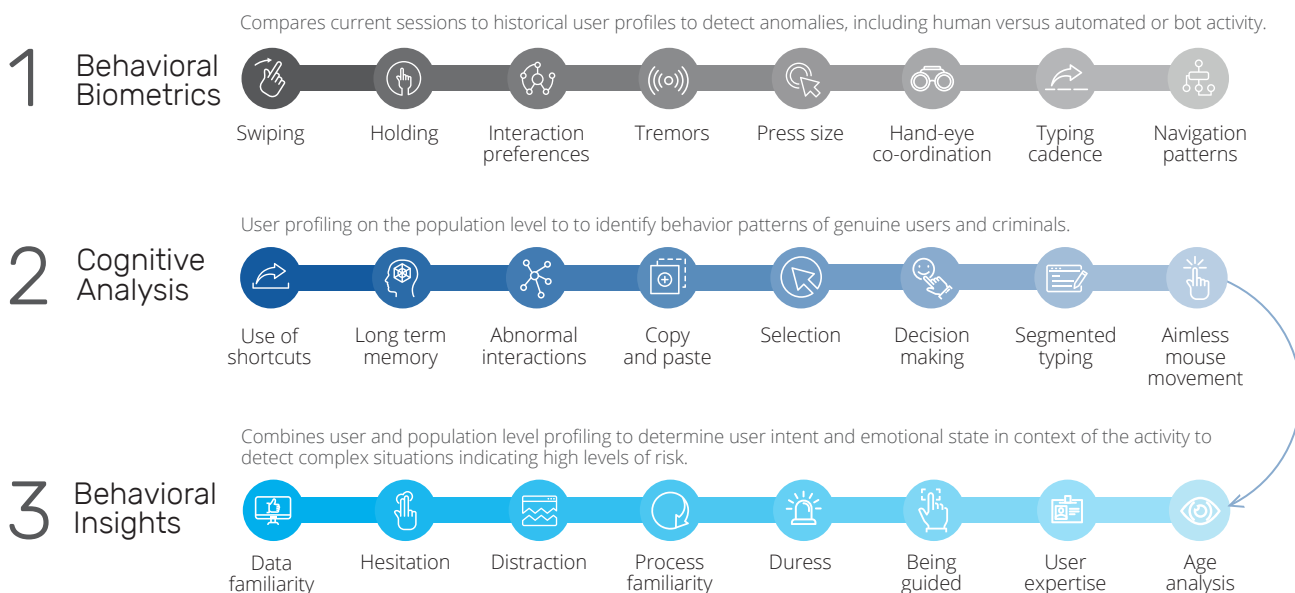 Compares current sessions to historical user profiles to detect anomalies, including human versus automated or bot activity.
1
Behavioral
Biometrics
Swiping
Holding
Interaction
preferences
Tremors
Press size
Hand-eye
co-ordination
Typing
cadence
Navigation
patterns
User profiling on the population level to to identify behavior patterns of genuine users and criminals.
2
Cognitive
Analysis
Use of
shortcuts
Long term
memory
Abnormal
interactions
Copy
and paste
Selection
Decision
making
Segmented
typing
Aimless
mouse
movement
Combines user and population level profiling to determine user intent and emotional state in context of the activity to
detect complex situations indicating high levels of risk.
3
Behavioral
Insights
Data
familiarity
Hesitation
Distraction
Process
familiarity
Duress
Being
guided
User
expertise
Age
analysis